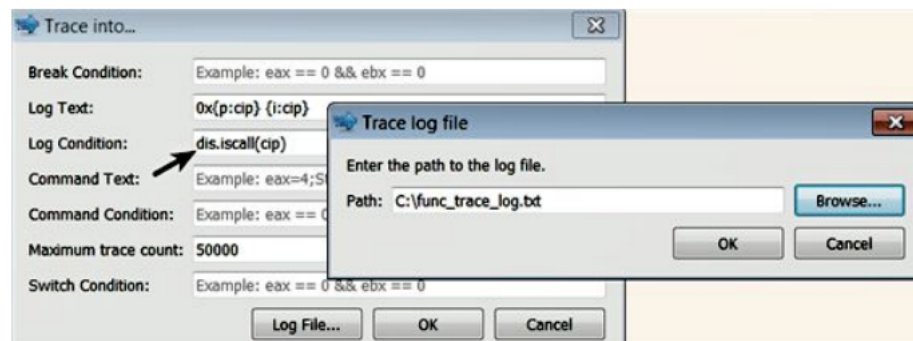 Trace into...
Break Condition: Example: eax == 0 && ebx == 0
Log Text: 0x{p:cip} {i:cip}
Log Condition: dis.iscall(cip)
Command Text: Example: eax=4;S
Command Condition: Example: eax == 0
Maximum trace count: 50000
Switch Condition: Example: eax == 0 && ebx == 0
Log File... OK Cancel
Trace log file
Enter the path to the log file.
Path: C:\func_trace_log.txt Browse...
OK Cancel